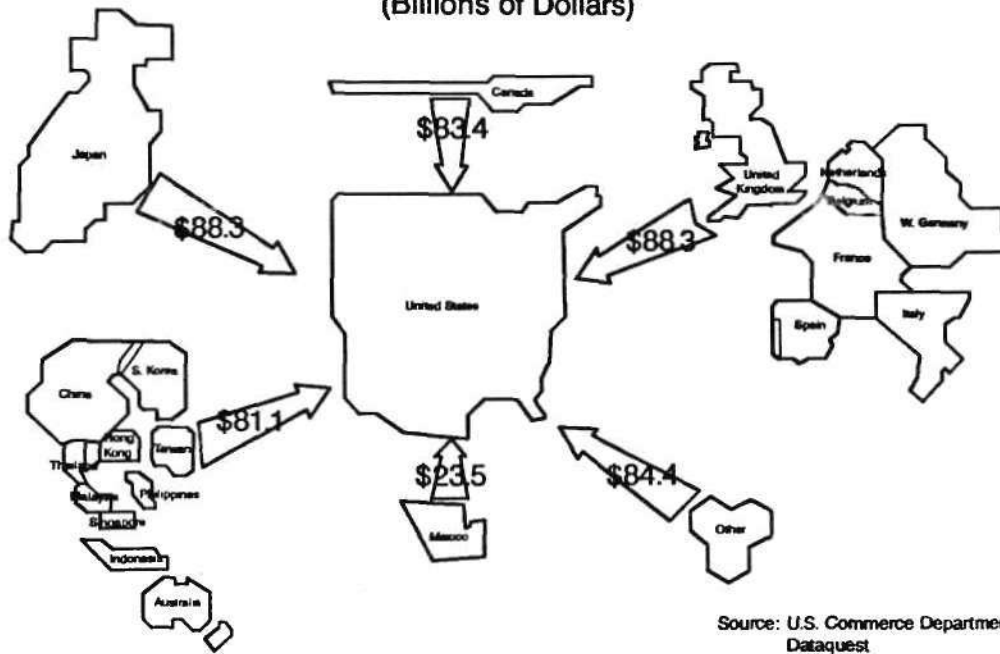 (Billions of Dollars)
Canada
$83.4
Japan
$88.3
United
Kingdom
Netherlands
Belgium
W. Germany
France
$88.3
United States
Spain
Italy
China
S. Korea
Hong
Kong
Taiwan
$81.1
Malaysia
Philippines
Singapore
Indonesia
Australia
$23.5
Mexico
$84.4
Other
Source: U.S. Commerce Departme
Dataquest